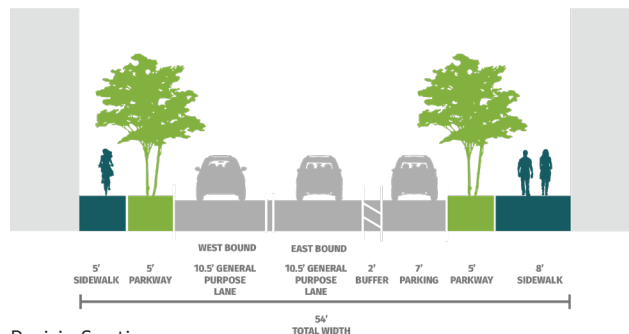 WEST BOUND EAST BOUND
5' 5' 10.5' GENERAL 10.5' GENERAL 2' 7' 5' 8'
SIDEWALK PARKWAY PURPOSE PURPOSE BUFFER PARKING PARKWAY SIDEWALK
LANE LANE
54'
TOTAL WIDTH